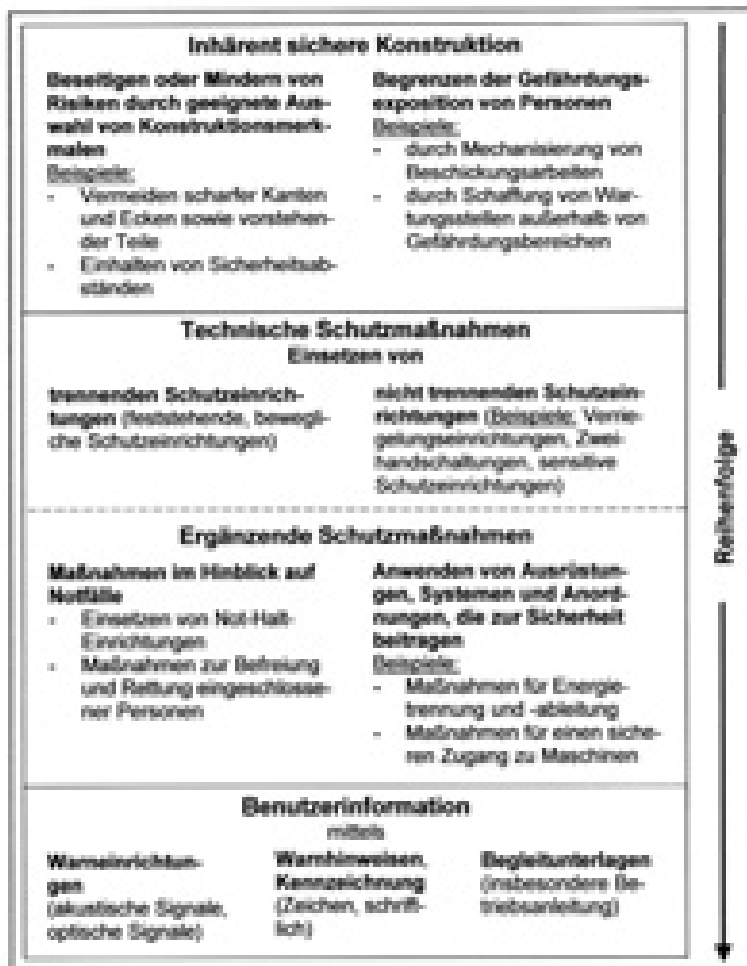 Inhärent sichere Konstruktion
Beseitigen oder Mindern von
Risiken durch geeignete Aus-
wahl von Konstruktionsmerk-
malen
Beispiele:
- Vermeiden scharfer Kanten
und Ecken sowie vorstehen-
der Teile
- Einhalten von Sicherheitsab-
ständen
Begrenzen der Gefährdungs-
exposition von Personen
Beispiele:
- durch Mechanisierung von
Beschickungsarbeiten
- durch Schaffung von War-
tungsstellen außerhalb von
Gefährdungsbereichen
Technische Schutzmaßnahmen
Einsetzen von
trennenden Schutzeinrich-
tungen (feststehende, bewegli-
che Schutzeinrichtungen)
nicht trennenden Schutzein-
richtungen (Beispiele: Verrie-
gelungseinrichtungen, Zwei-
handschaltungen, sensitive
Schutzeinrichtungen)
Ergänzende Schutzmaßnahmen
Maßnahmen im Hinblick auf
Notfälle
- Einsetzen von Not-Halt-
Einrichtungen
- Maßnahmen zur Befreiung
und Rettung eingeschlosse-
ner Personen
Anwenden von Ausrüstun-
gen, Systemen und Anord-
nungen, die zur Sicherheit
beitragen
Beispiele:
- Maßnahmen für Energie-
trennung und -ableitung
- Maßnahmen für einen siche-
ren Zugang zu Maschinen
Benutzerinformation
mittels
Warneinrichtun-
gen
(akustische Signale,
optische Signale)
Warnhinweisen,
Kennzeichnung
(Zeichen, schrift-
lich)
Begleitunterlagen
(insbesondere Be-
triebsanleitung)
Reihenfolge